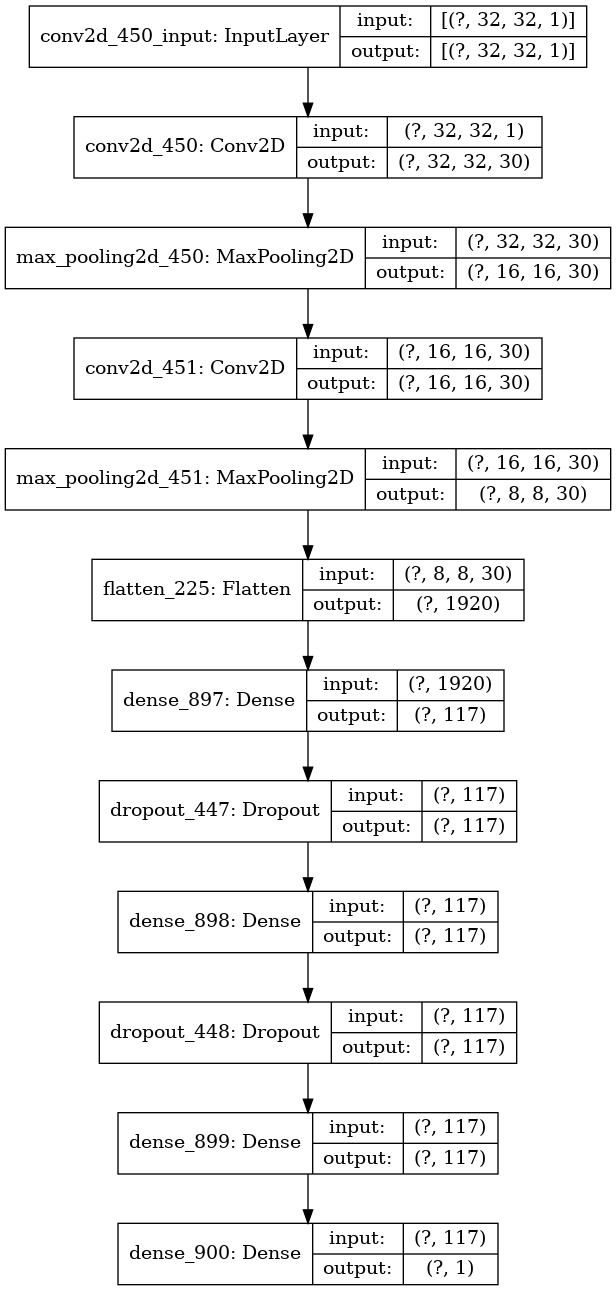 conv2d_450_input: InputLayer
input: [(?, 32, 32, 1)]
output: [(?, 32, 32, 1)]
conv2d_450: Conv2D
input: (?, 32, 32, 1)
output: (?, 32, 32, 30)
max_pooling2d_450: MaxPooling2D
input: (?, 32, 32, 30)
output: (?, 16, 16, 30)
conv2d_451: Conv2D
input: (?, 16, 16, 30)
output: (?, 16, 16, 30)
max_pooling2d_451: MaxPooling2D
input: (?, 16, 16, 30)
output: (?, 8, 8, 30)
flatten_225: Flatten
input: (?, 8, 8, 30)
output: (?, 1920)
dense_897: Dense
input: (?, 1920)
output: (?, 117)
dropout_447: Dropout
input: (?, 117)
output: (?, 117)
dense_898: Dense
input: (?, 117)
output: (?, 117)
dropout_448: Dropout
input: (?, 117)
output: (?, 117)
dense_899: Dense
input: (?, 117)
output: (?, 117)
dense_900: Dense
input: (?, 117)
output: (?, 1)